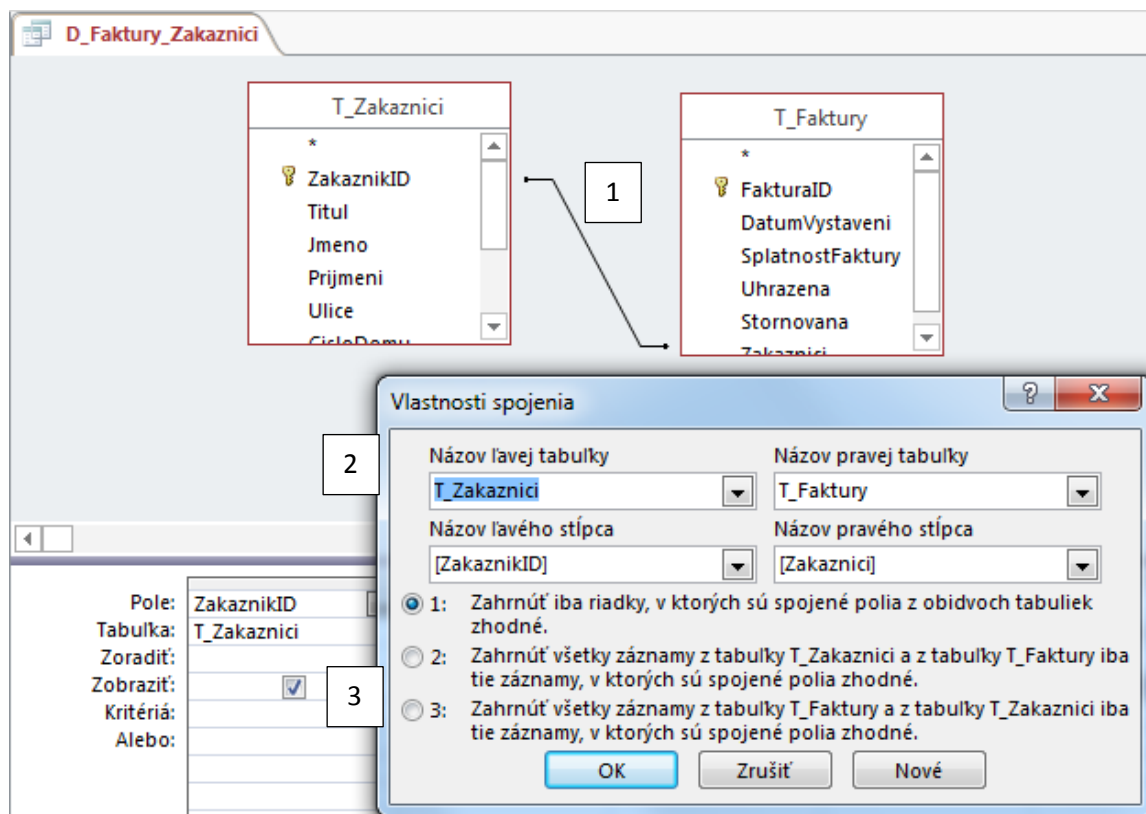 D_Faktury_Zakaznici
T_Zakaznici
*
ZakaznikID
Titul
Jmeno
Prijmeni
Ulice
CisloDomu
1
T_Faktury
*
FakturaID
DatumVystaveni
SplatnostFaktury
Uhrazena
Stornovana
Zakaznici
Vlastnosti spojenia
?
X
2
Názov ľavej tabuľky
Názov pravej tabuľky
T_Zakaznici
T_Faktury
Názov ľavého stĺpca
Názov pravého stĺpca
[ZakaznikID]
[Zakaznici]
1: Zahrnúť iba riadky, v ktorých sú spojené polia z obidvoch tabuliek
zhodné.
2: Zahrnúť všetky záznamy z tabuľky T_Zakaznici a z tabuľky T_Faktury iba
tie záznamy, v ktorých sú spojené polia zhodné.
3: Zahrnúť všetky záznamy z tabuľky T_Faktury a z tabuľky T_Zakaznici iba
tie záznamy, v ktorých sú spojené polia zhodné.
OK
Zrušiť
Nové
3
Pole: ZakaznikID
Tabuľka: T_Zakaznici
Zoradiť:
Zobraziť:
Kritériá:
Alebo: